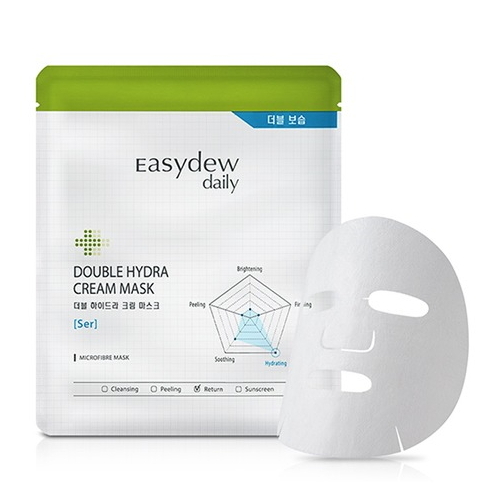 더블 보습
Easydew
daily
DOUBLE HYDRA
CREAM MASK
더블 하이드라 크림 마스크
[Ser]
MICROFIBRE MASK
Brightening
Peeling
Firming
Soothing
Hydrating
Cleansing Peeling Return Sunscreen